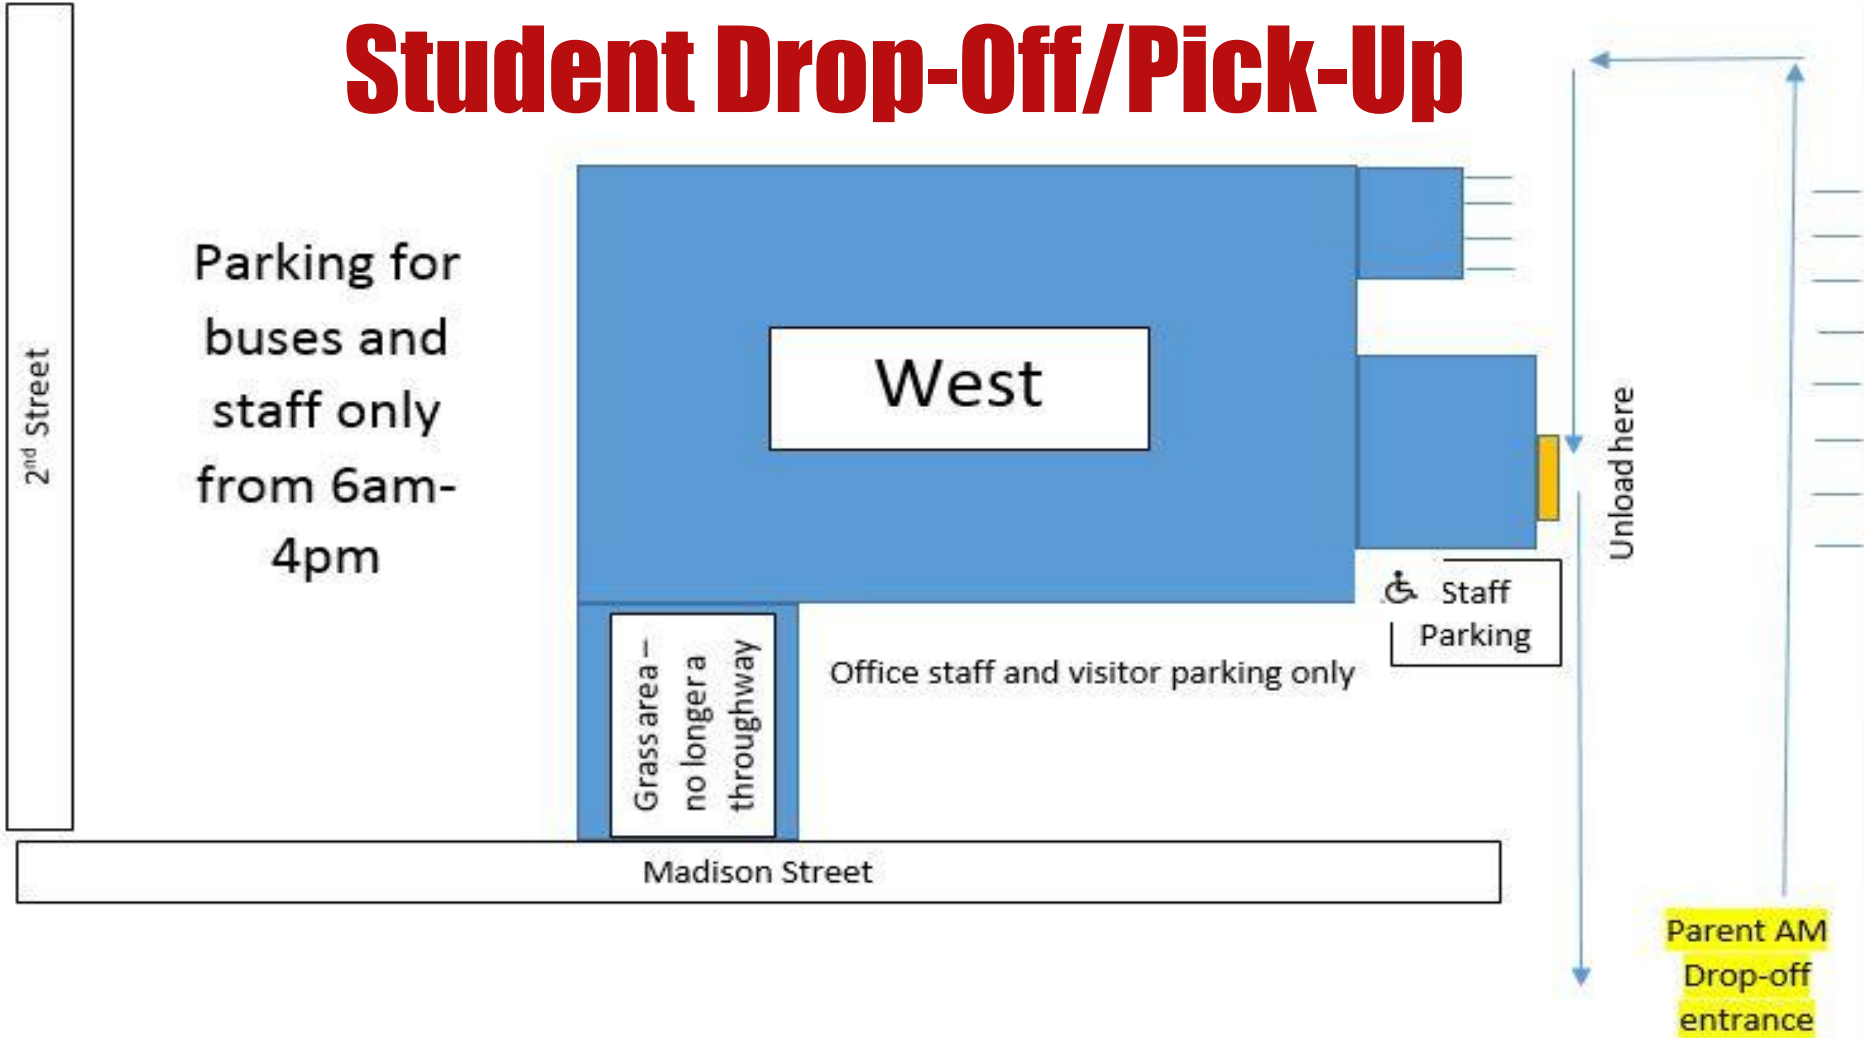 Student Drop-Off/Pick-Up
2nd Street
Parking for
buses and
staff only
from 6am-
4pm
West
Unload here
Staff
Parking
Office staff and visitor parking only
Grass area –
no longer a
throughway
Madison Street
Parent AM
Drop-off
entrance